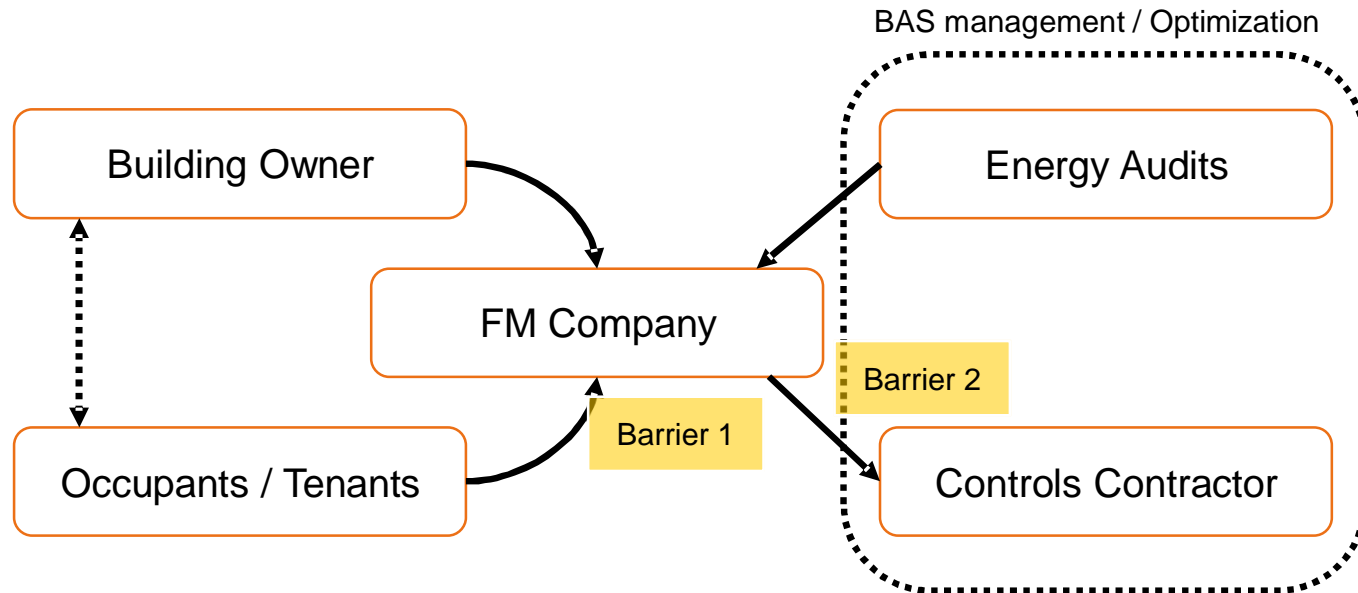 BAS management / Optimization
Building Owner
Energy Audits
FM Company
Barrier 2
Barrier 1
Occupants / Tenants
Controls Contractor